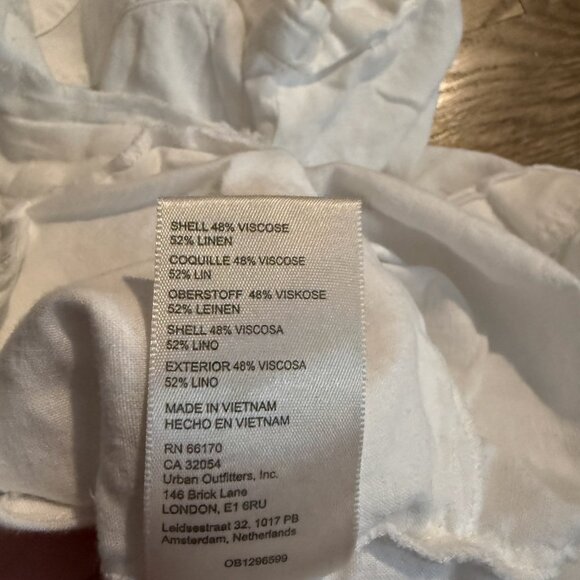 SHELL 48% VISCOSE
52% LINEN
COQUILLE 48% VISCOSE
52% LIN
OBERSTOFF 48% VISKOSE
52% LEINEN
SHELL 48% VISCOSA
52% LINO
EXTERIOR 48% VISCOSA
52% LINO
MADE IN VIETNAM
HECHO EN VIETNAM
RN 66170
CA 32054
Urban Outfitters, Inc.
146 Brick Lane
LONDON, E1 6RU
Leidsestraat 32, 1017 PB
Amsterdam, Netherlands
OB1296599